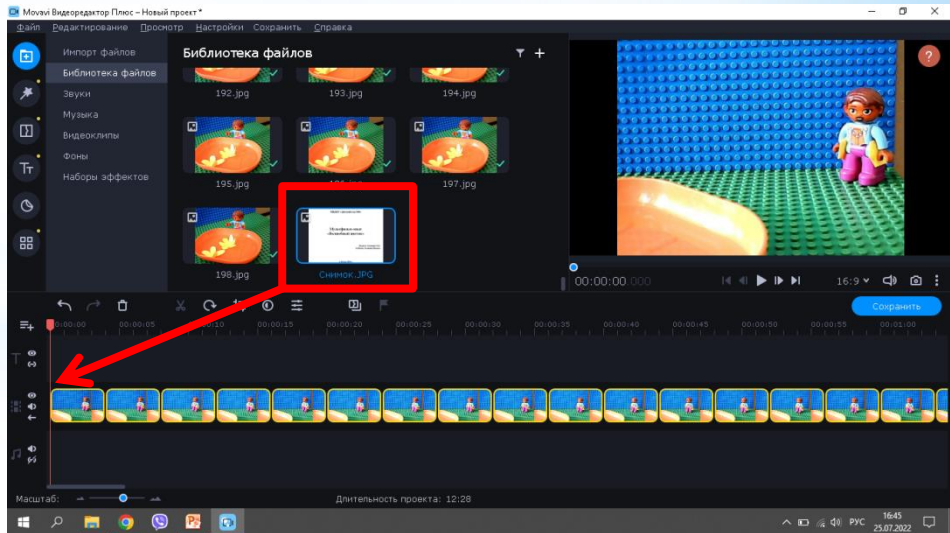 Movavi Видеоредактор Плюс – Новый проект *
Файл Редактирование Просмотр Настройки Сохранить Справка
Импорт файлов
Библиотека файлов
Звуки
Музыка
Видеоклипы
Фоны
Наборы эффектов
Библиотека файлов
192.jpg 193.jpg 194.jpg
195.jpg 197.jpg
198.jpg Снимок.JPG
?
00:00:00.000
16:9
Сохранить
0:00:00 00:00:05 00:00:15 00:00:20 00:00:25 00:00:30 00:00:35 00:00:40 00:00:45 00:00:50 00:00:55 00:01:00
Масштаб: Длительность проекта: 12:28
РУС
16:45
25.07.2022